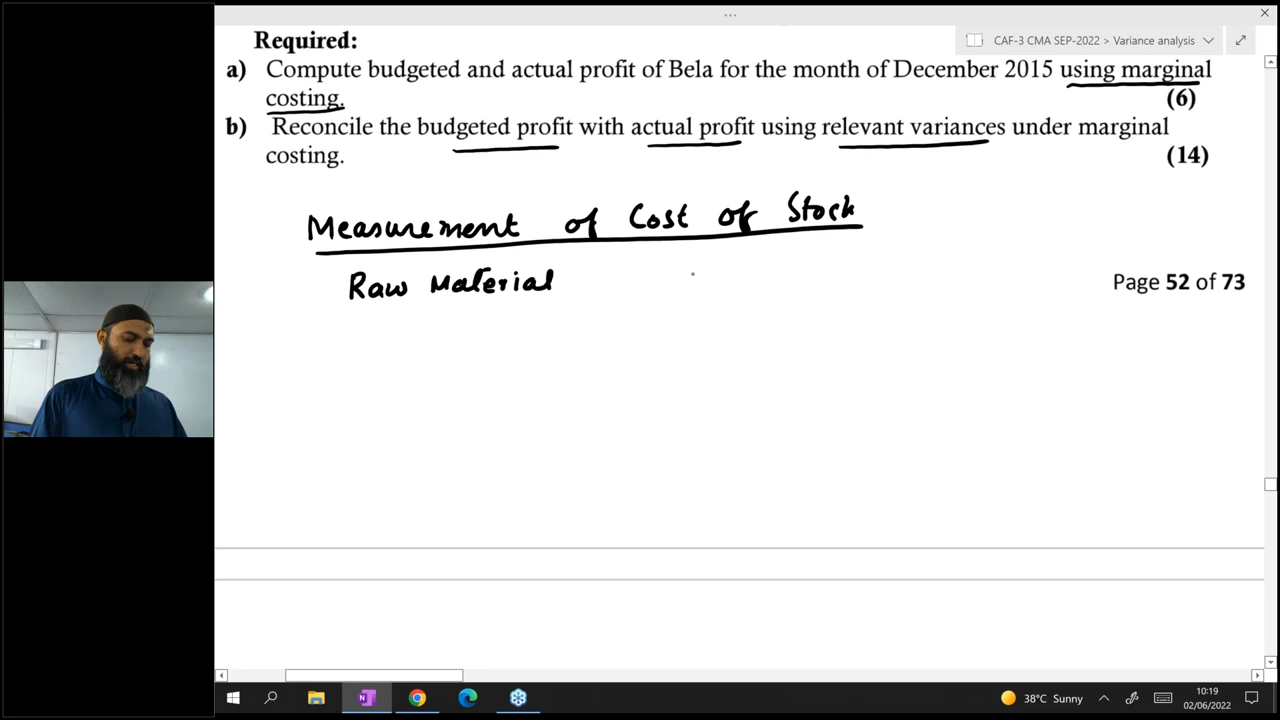 Required:
CAF-3 CMA SEP-2022 > Variance analysis
a) Compute budgeted and actual profit of Bela for the month of December 2015 using marginal
costing. (6)
b) Reconcile the budgeted profit with actual profit using relevant variances under marginal
costing. (14)
Measurement of Cost of Stock
Raw Material
Page 52 of 73
38°C Sunny
10:19
02/06/2022